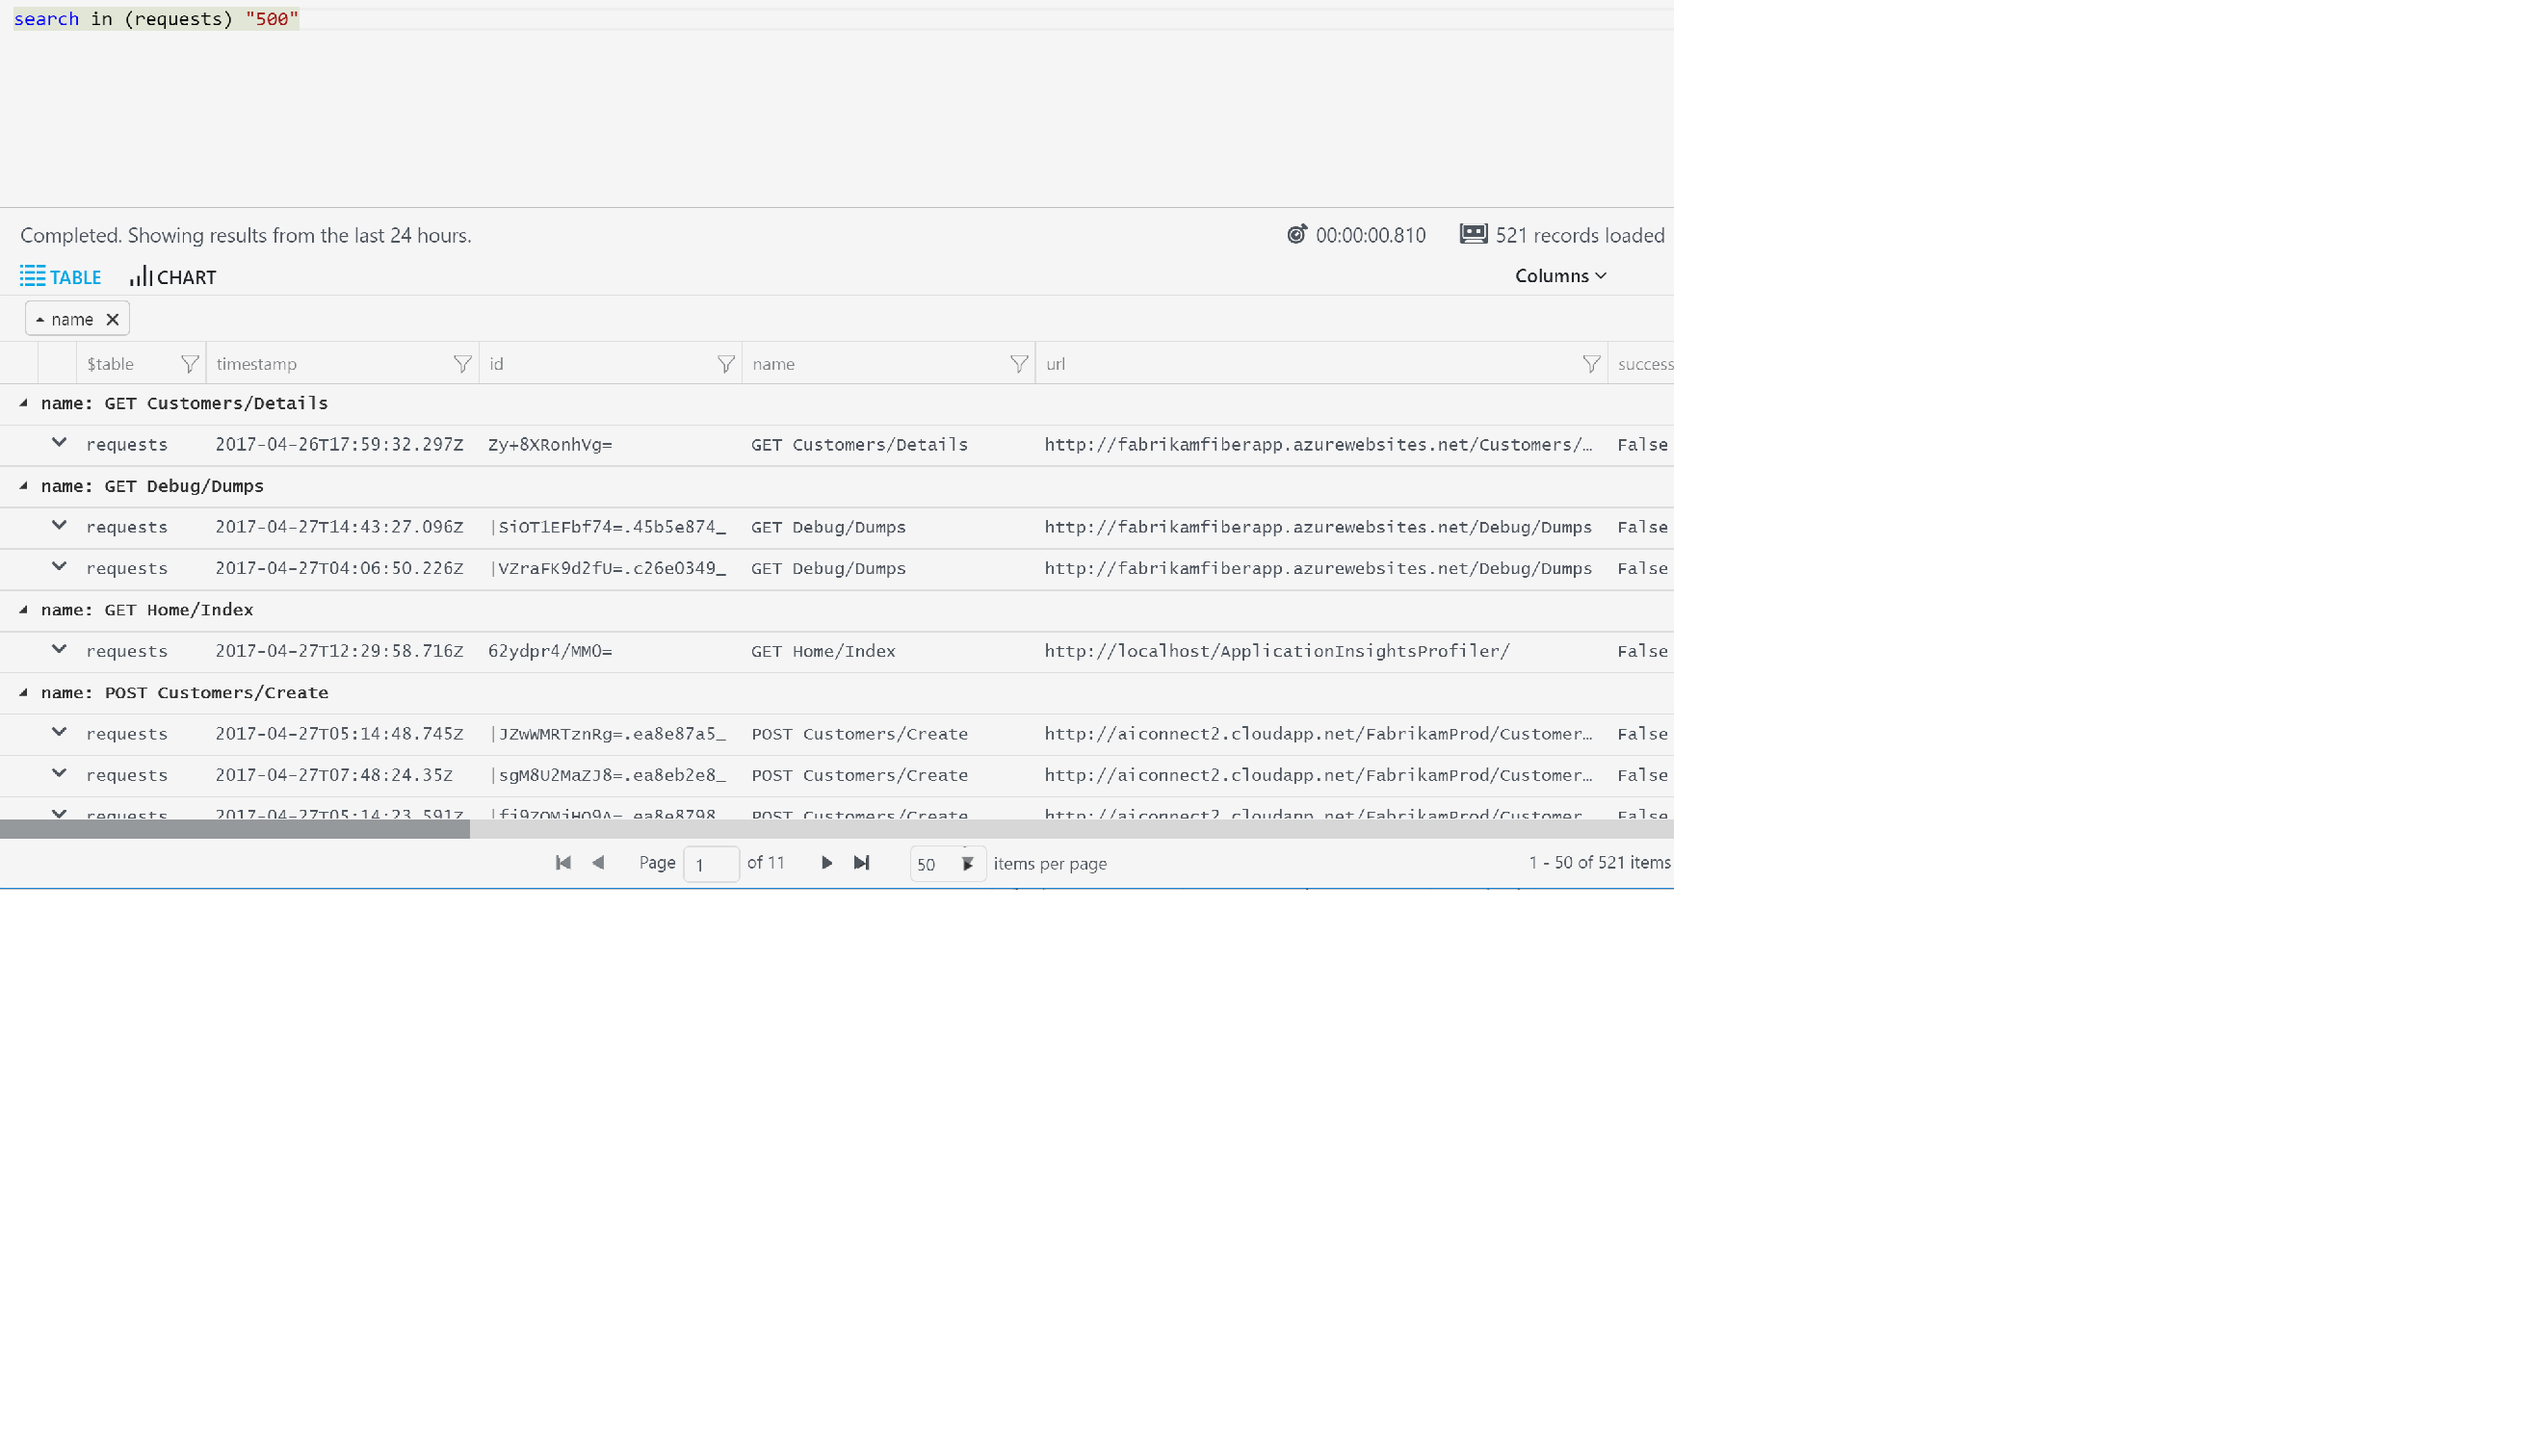 search in (requests) "500"
Completed. Showing results from the last 24 hours. 00:00:00.810 521 records loaded
TABLE CHART Columns
name
$table timestamp id name url success
name: GET Customers/Details
requests 2017-04-26T17:59:32.297Z Zy+8XRonhVg= GET Customers/Details http://fabrikamfiberapp.azurewebsites.net/Customers/… False
name: GET Debug/Dumps
requests 2017-04-27T14:43:27.096Z |SiOT1EFbf74=.45b5e874_ GET Debug/Dumps http://fabrikamfiberapp.azurewebsites.net/Debug/Dumps False
requests 2017-04-27T04:06:50.226Z |VZraFK9d2fU=.c26e0349_ GET Debug/Dumps http://fabrikamfiberapp.azurewebsites.net/Debug/Dumps False
name: GET Home/Index
requests 2017-04-27T12:29:58.716Z 62ydpr4/MMO= GET Home/Index http://localhost/ApplicationInsightsProfiler/ False
name: POST Customers/Create
requests 2017-04-27T05:14:48.745Z |JZwWMRTznRg=.ea8e87a5_ POST Customers/Create http://aiconnect2.cloudapp.net/FabrikamProd/Customer… False
requests 2017-04-27T07:48:24.35Z |sgM8U2MaZJ8=.ea8eb2e8_ POST Customers/Create http://aiconnect2.cloudapp.net/FabrikamProd/Customer… False
requests 2017-04-27T05:14:23.591Z POST Customers/Create http://aiconnect2.cloudapp.net/FabrikamProd/Customer False
Page 1 of 11 50 items per page 1 - 50 of 521 items